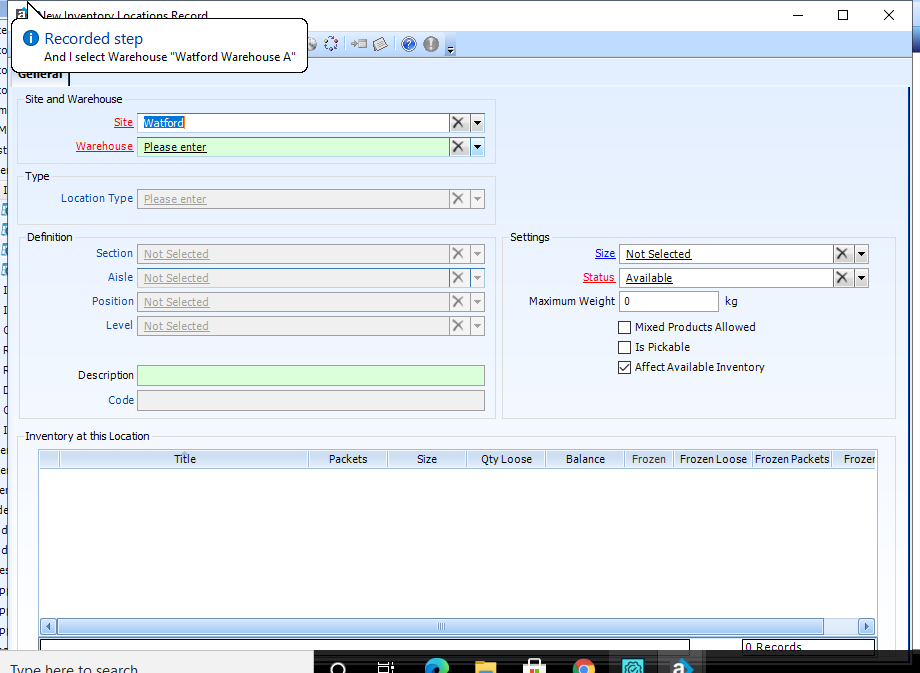 New Inventory Locations Record
Recorded step
And I select Warehouse "Watford Warehouse A"
General
Site and Warehouse
Site Watford
Warehouse Please enter
Type
Location Type Please enter
Definition
Section Not Selected
Aisle Not Selected
Position Not Selected
Level Not Selected
Description
Code
Settings
Size Not Selected
Status Available
Maximum Weight 0 kg
Mixed Products Allowed
Is Pickable
Affect Available Inventory
Inventory at this Location
Title Packets Size Qty Loose Balance Frozen Frozen Loose Frozen Packets Frozer
0 Records
Type here to search